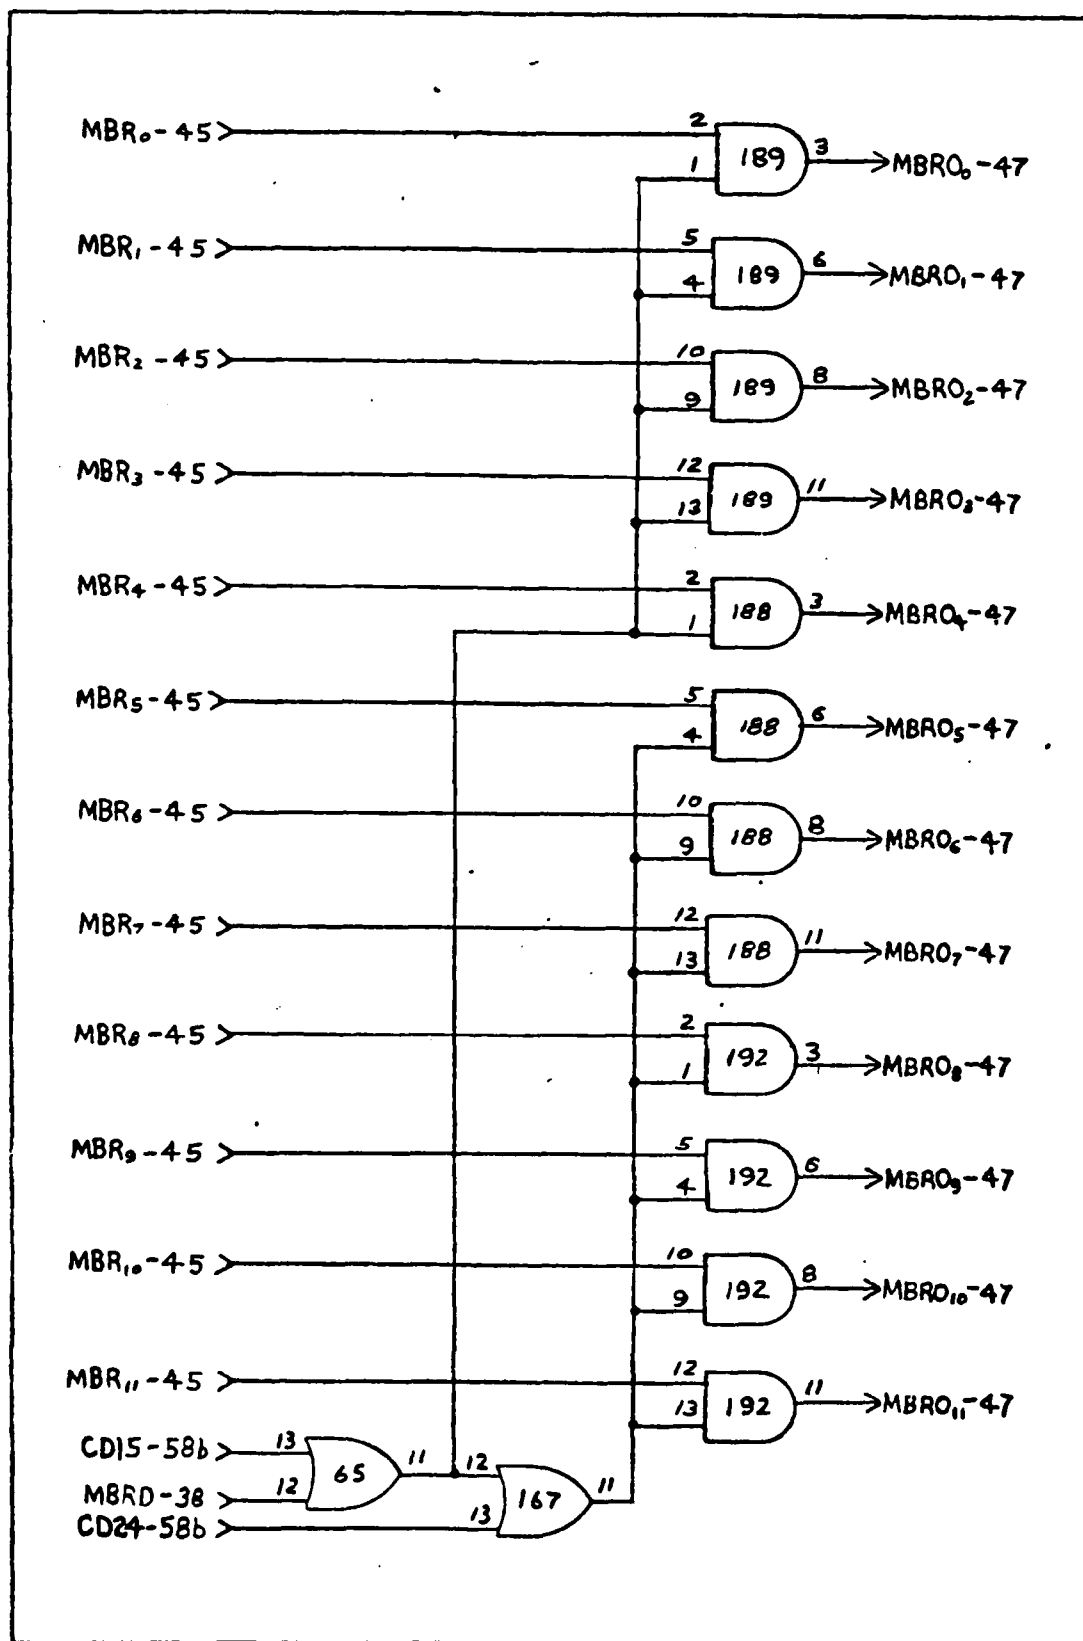 MBR₀-45 2 1 189 3 MBRO₀-47
MBR₁-45 5 4 189 6 MBRO₁-47
MBR₂-45 10 9 189 8 MBRO₂-47
MBR₃-45 12 13 189 11 MBRO₃-47
MBR₄-45 2 1 188 3 MBRO₄-47
MBR₅-45 5 4 188 6 MBRO₅-47
MBR₆-45 10 9 188 8 MBRO₆-47
MBR₇-45 12 13 188 11 MBRO₇-47
MBR₈-45 2 1 192 3 MBRO₈-47
MBR₉-45 5 4 192 6 MBRO₉-47
MBR₁₀-45 10 9 192 8 MBRO₁₀-47
MBR₁₁-45 12 13 192 11 MBRO₁₁-47
CD15-58b 13 65 11 12 167 11
MBRD-38 12
CD24-58b 13